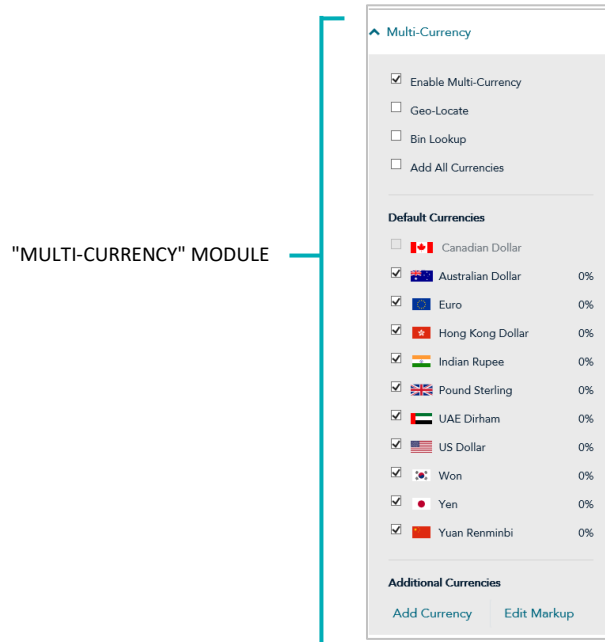 Multi-Currency
Enable Multi-Currency
Geo-Locate
Bin Lookup
Add All Currencies
Default Currencies
Canadian Dollar
"MULTI-CURRENCY" MODULE
Australian Dollar 0%
Euro 0%
Hong Kong Dollar 0%
Indian Rupee 0%
Pound Sterling 0%
UAE Dirham 0%
US Dollar 0%
Won 0%
Yen 0%
Yuan Renminbi 0%
Additional Currencies
Add Currency Edit Markup